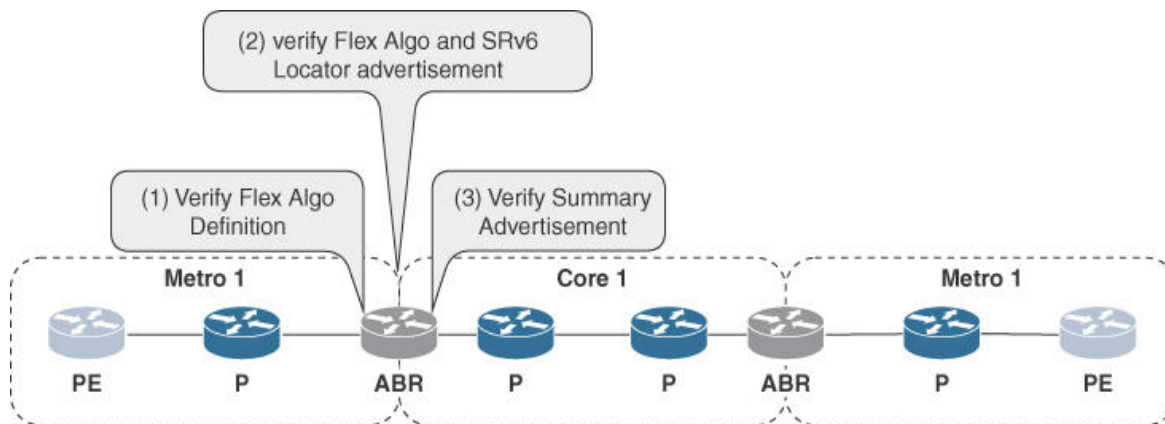 (2) verify Flex Algo and SRv6
Locator advertisement
(1) Verify Flex Algo
Definition
(3) Verify Summary
Advertisement
Metro 1
Core 1
Metro 1
PE
P
ABR
P
P
ABR
P
PE